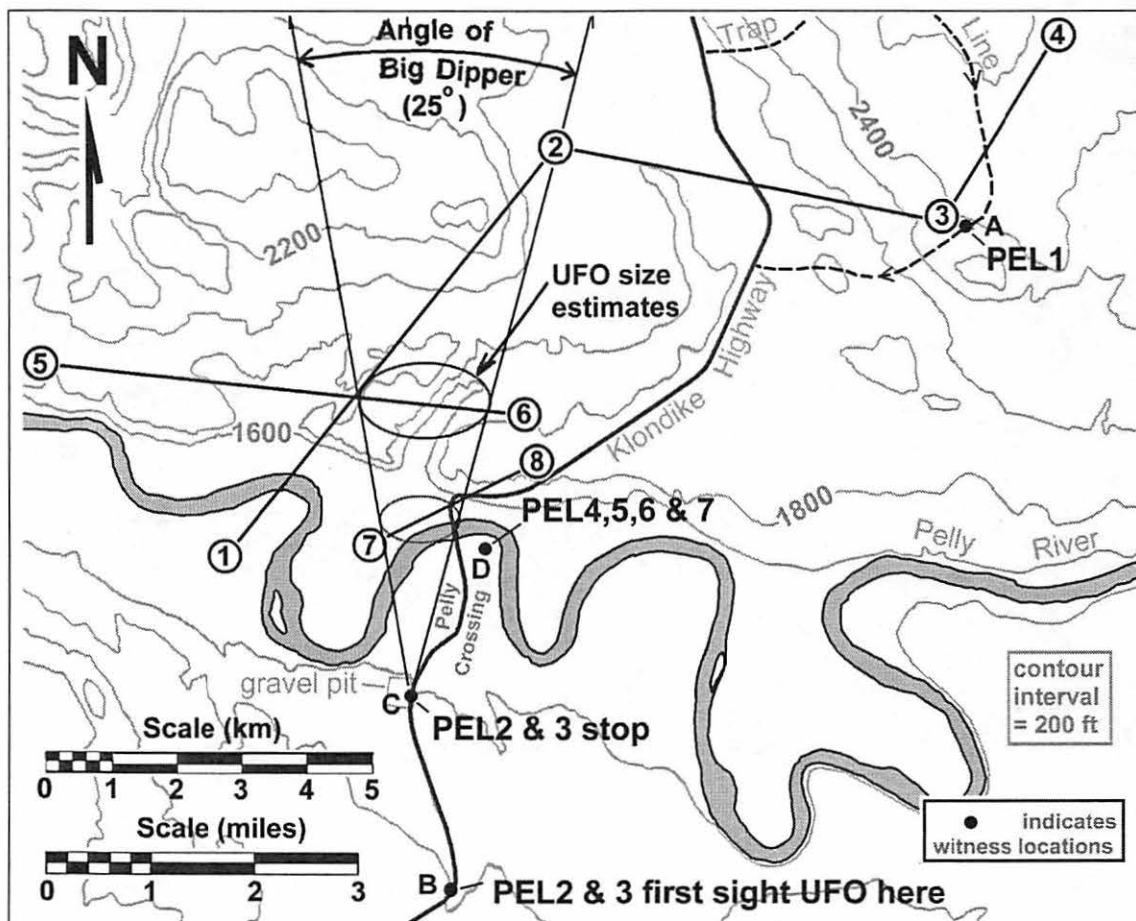 N
Angle of
Big Dipper
(25°)
Trap
Line
4
2
2400
3
A
PEL1
2200
UFO size
estimates
Klondike
Highway
5
6
1600
8
PEL4,5,6 & 7
1800
7
1
D
Pelly
River
Pelly
Crossing
gravel pit
C
PEL2 & 3 stop
contour
interval
= 200 ft
Scale (km)
0 1 2 3 4 5
Scale (miles)
0 1 2 3
indicates
witness locations
B
PEL2 & 3 first sight UFO here